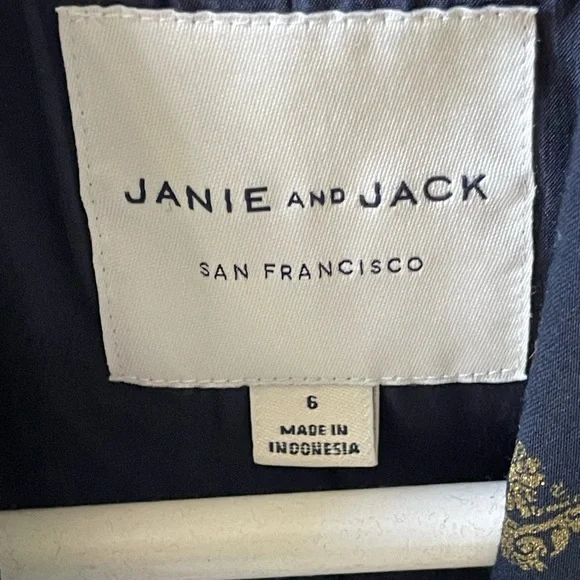 JANIE AND JACK
SAN FRANCISCO
6
MADE IN
INDONESIA